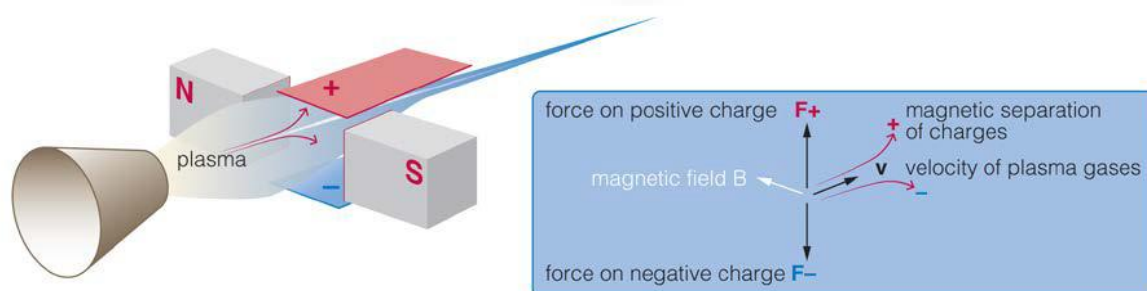 N
+
plasma
–
S
force on positive charge F+
+ magnetic separation
of charges
magnetic field B
v velocity of plasma gases
–
force on negative charge F–